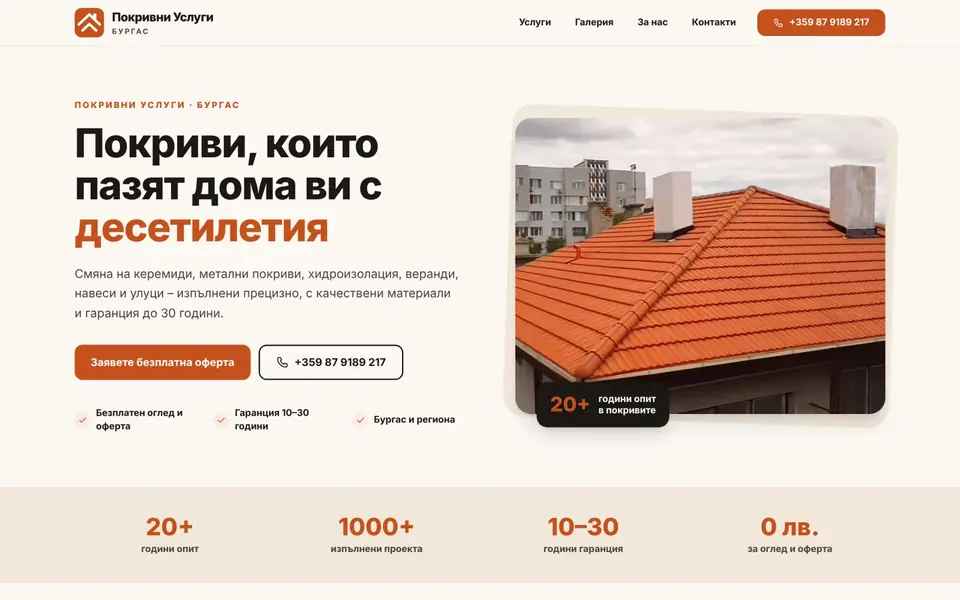 Покривни Услуги
БУРГАС
Услуги
Галерия
За нас
Контакти
+359 87 9189 217
ПОКРИВНИ УСЛУГИ · БУРГАС
Покриви, които
пазят дома ви с
десетилетия
Смяна на керемиди, метални покриви, хидроизолация, веранди,
навеси и улуци – изпълнени прецизно, с качествени материали
и гаранция до 30 години.
Заявете безплатна оферта
+359 87 9189 217
Безплатен оглед и
оферта
Гаранция 10–30
години
Бургас и региона
20+
години опит
в покривите
20+
години опит
1000+
изпълнени проекта
10–30
години гаранция
0 лв.
за оглед и оферта